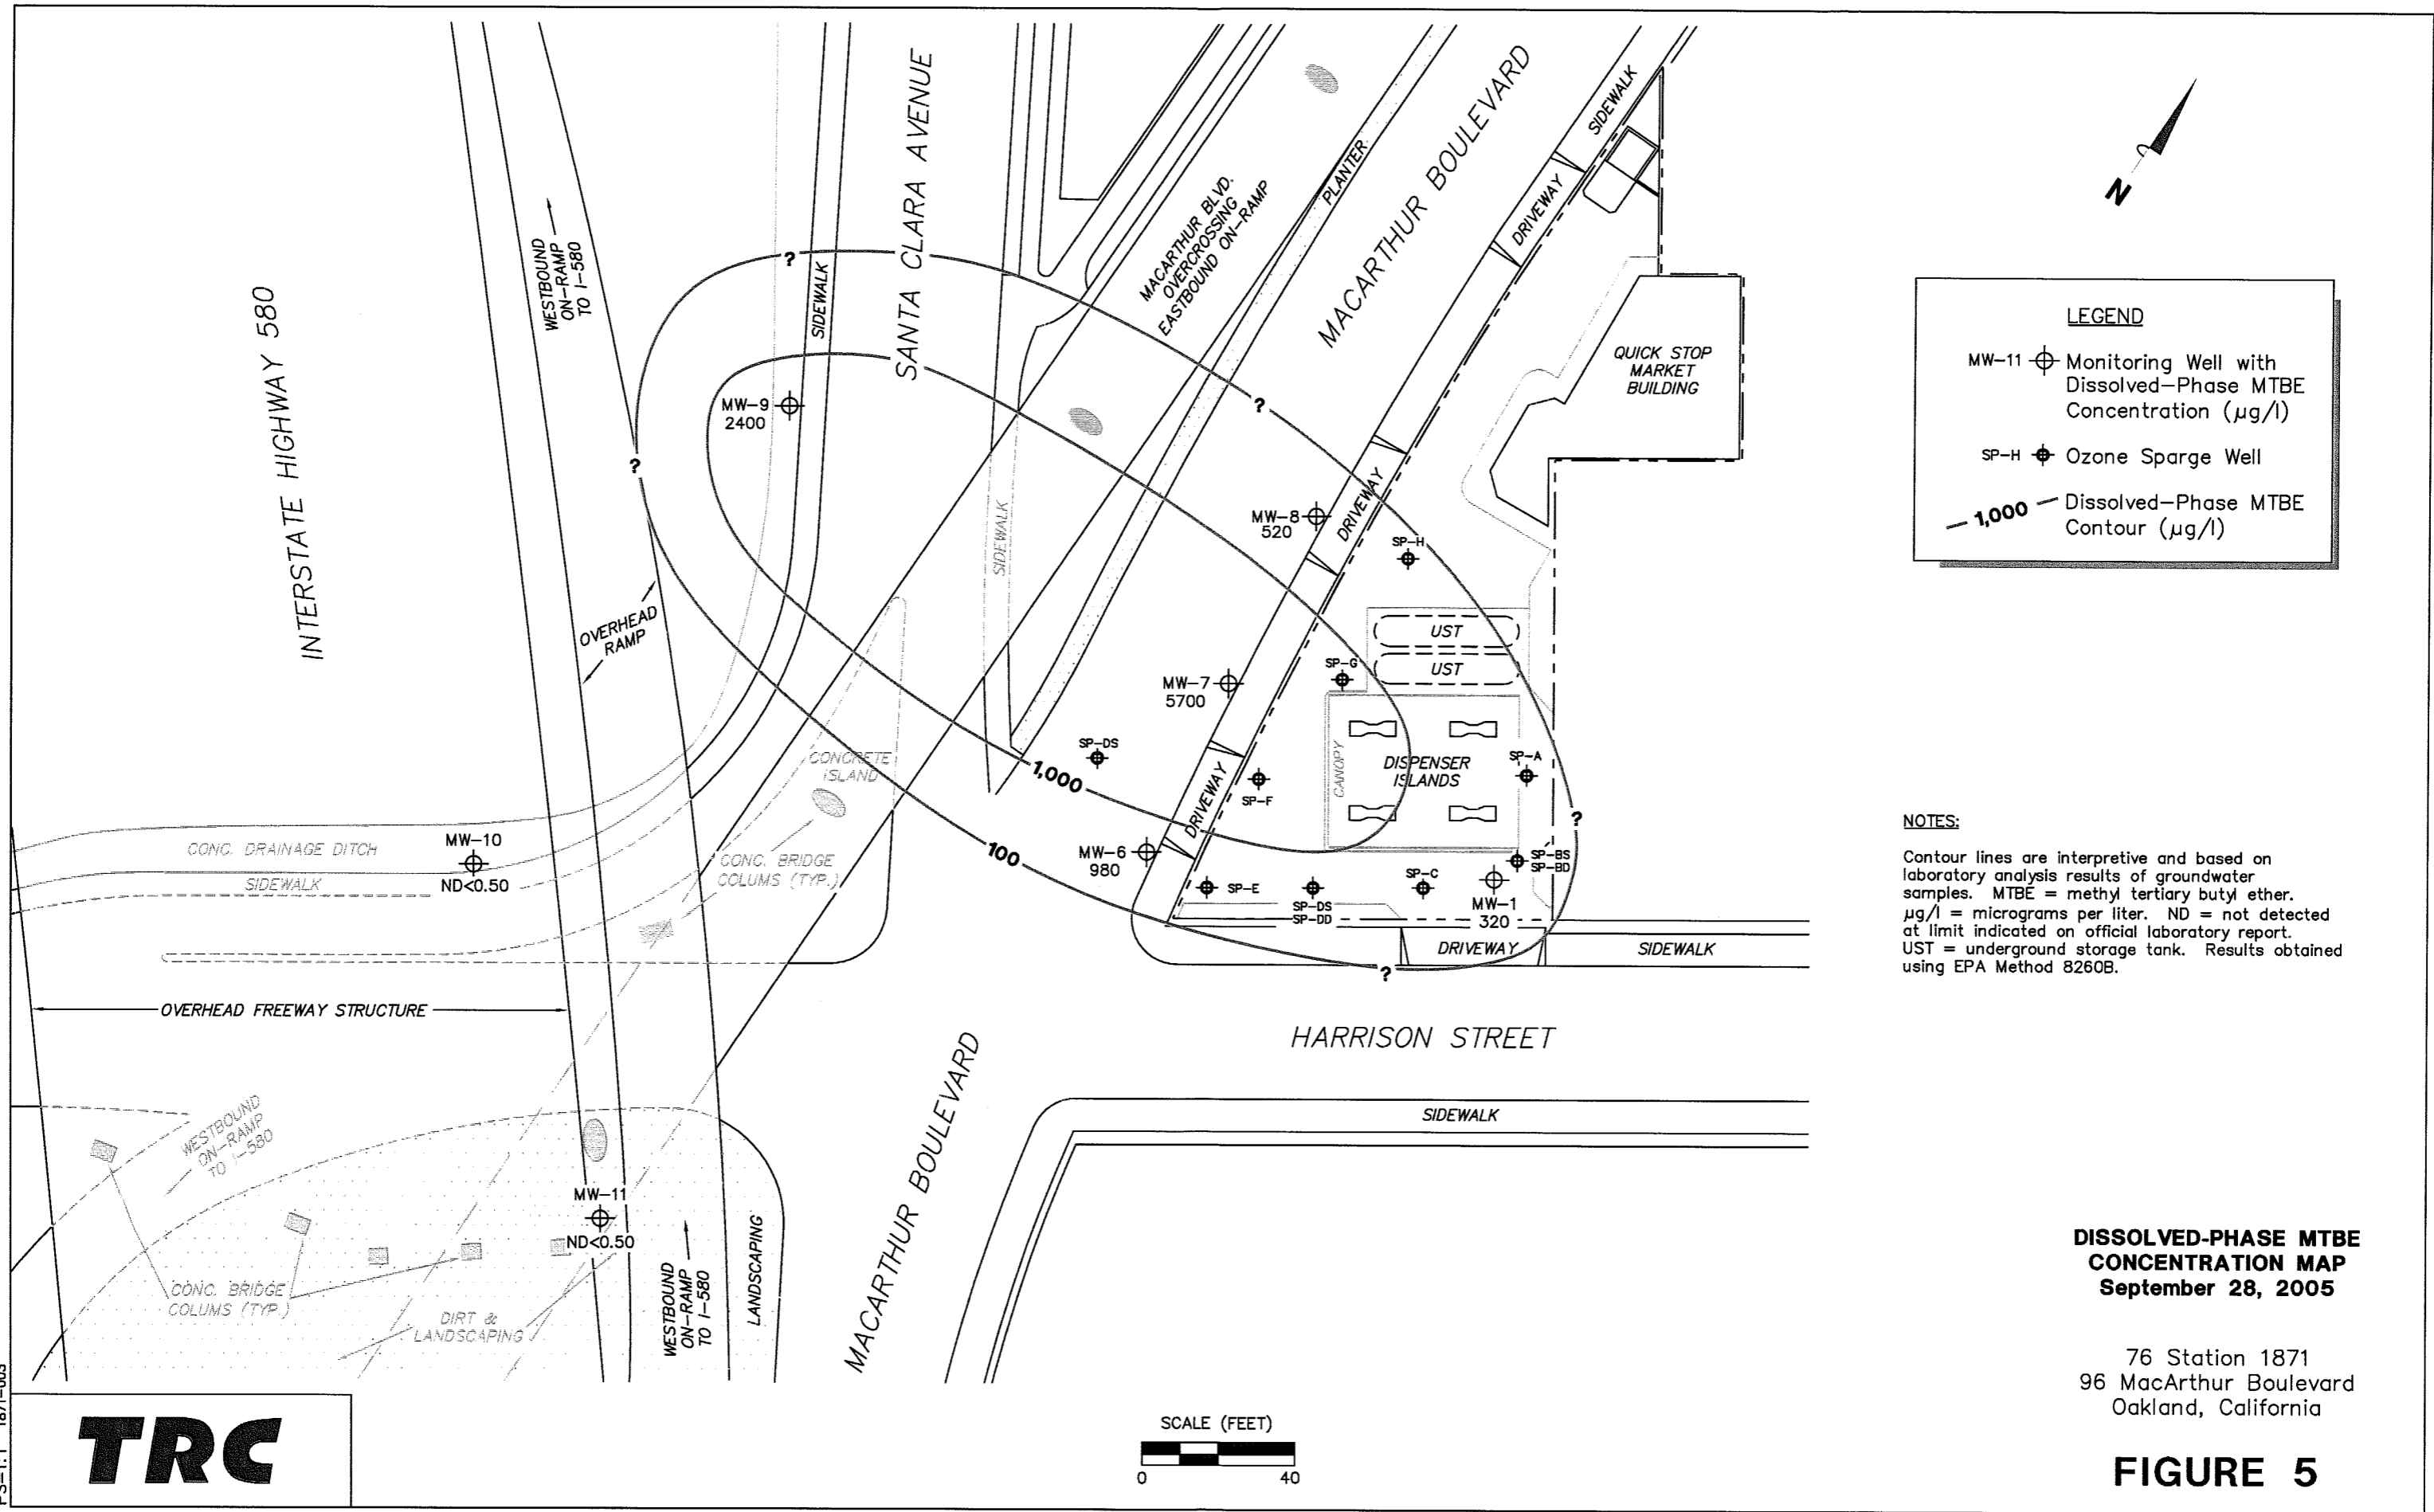 SANTA CLARA AVENUE
MACARTHUR BOULEVARD
SIDEWALK
DRIVEWAY
PLANTER
MACARTHUR BLVD.
OVERCROSSING
EASTBOUND ON-RAMP
N
WESTBOUND
ON-RAMP
TO I-580
?
SIDEWALK
DRIVEWAY
INTERSTATE HIGHWAY 580
QUICK STOP
MARKET
BUILDING
LEGEND
MW-11 Monitoring Well with
Dissolved-Phase MTBE
Concentration (µg/l)
SP-H Ozone Sparge Well
1,000 Dissolved-Phase MTBE
Contour (µg/l)
MW-9
2400
?
?
SIDEWALK
MW-8
520
DRIVEWAY
SP-H
OVERHEAD
RAMP
UST
UST
SP-G
MW-7
5700
SP-DS
CONCRETE
ISLAND
1,000
DRIVEWAY
SP-F
CANOPY
DISPENSER
ISLANDS
SP-A
?
CONC. DRAINAGE DITCH
SIDEWALK
MW-10
ND<0.50
CONC. BRIDGE
COLUMS (TYP.)
100
MW-6
980
SP-E
SP-DS
SP-DD
SP-C
SP-BS
SP-BD
MW-1
320
DRIVEWAY
SIDEWALK
?
NOTES:
Contour lines are interpretive and based on
laboratory analysis results of groundwater
samples.  MTBE = methyl tertiary butyl ether.
µg/l = micrograms per liter.  ND = not detected
at limit indicated on official laboratory report.
UST = underground storage tank.  Results obtained
using EPA Method 8260B.
OVERHEAD FREEWAY STRUCTURE
HARRISON STREET
MACARTHUR BOULEVARD
SIDEWALK
WESTBOUND
ON-RAMP
TO I-580
MW-11
ND<0.50
CONC. BRIDGE
COLUMS (TYP.)
DIRT &
LANDSCAPING
WESTBOUND
ON-RAMP
TO I-580
LANDSCAPING
DISSOLVED-PHASE MTBE
CONCENTRATION MAP
September 28, 2005
76 Station 1871
96 MacArthur Boulevard
Oakland, California
FIGURE 5
SCALE (FEET)
0 40
TRC
PS=1:1 1871-003